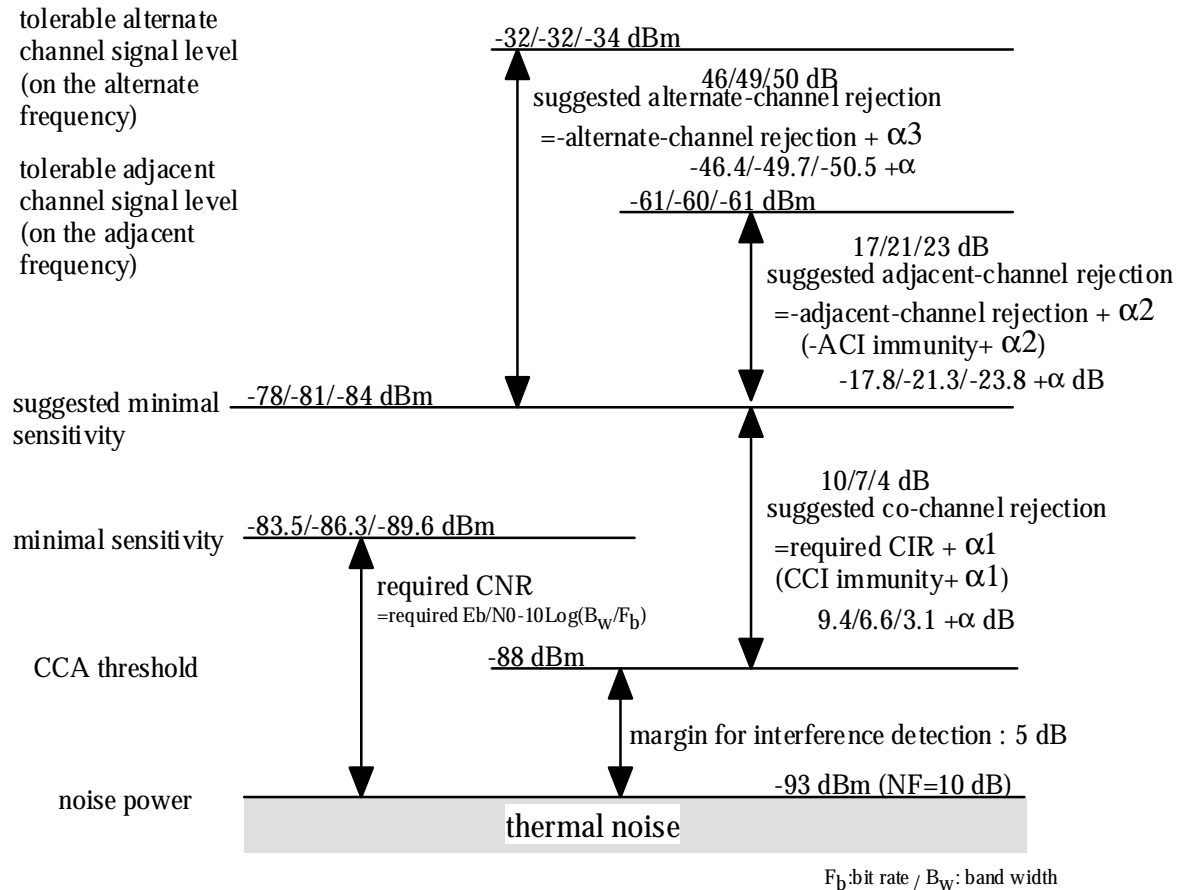 tolerable alternate
channel signal level
(on the alternate
frequency)
-32/-32/-34 dBm
46/49/50 dB
suggested alternate-channel rejection
=-alternate-channel rejection + α3
-46.4/-49.7/-50.5 +α
tolerable adjacent
channel signal level
(on the adjacent
frequency)
-61/-60/-61 dBm
17/21/23 dB
suggested adjacent-channel rejection
=-adjacent-channel rejection + α2
(-ACI immunity+ α2)
-17.8/-21.3/-23.8 +α dB
suggested minimal
sensitivity
-78/-81/-84 dBm
10/7/4 dB
suggested co-channel rejection
=required CIR + α1
(CCI immunity+ α1)
9.4/6.6/3.1 +α dB
minimal sensitivity
-83.5/-86.3/-89.6 dBm
required CNR
=required Eb/N0-10Log(Bw/Fb)
CCA threshold
-88 dBm
margin for interference detection : 5 dB
noise power
-93 dBm (NF=10 dB)
thermal noise
Fb:bit rate / Bw: band width